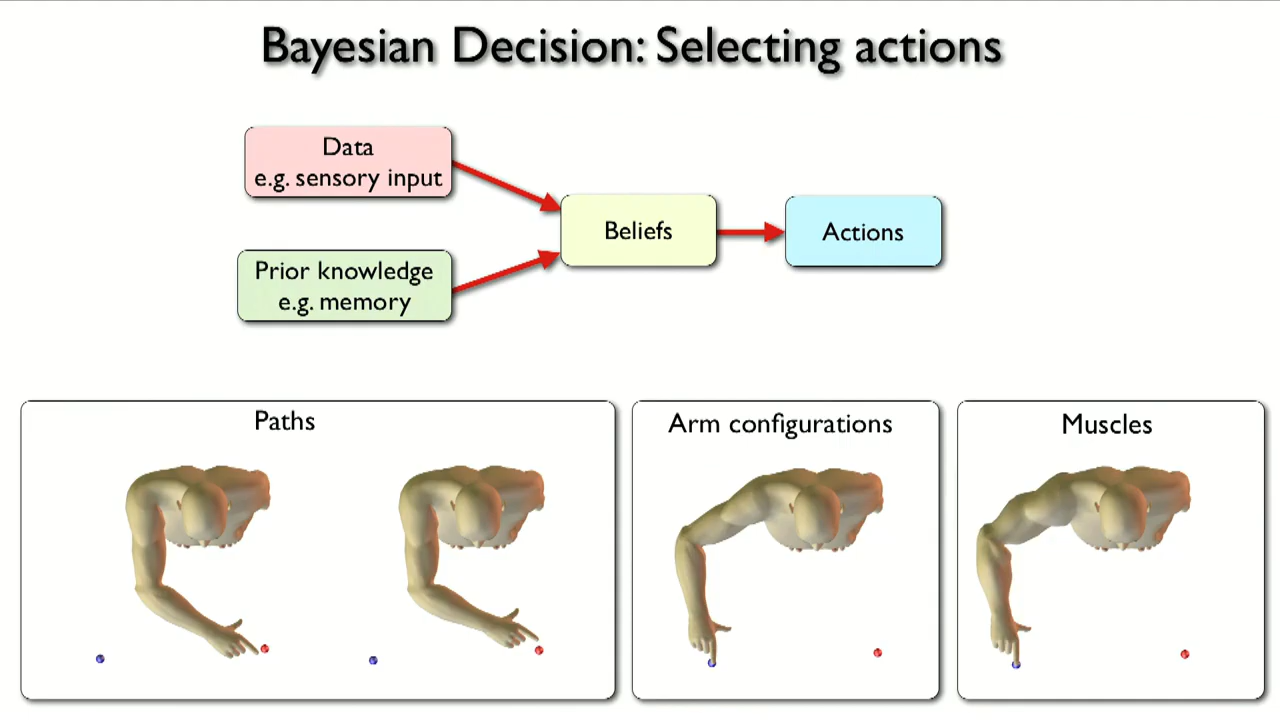 Bayesian Decision: Selecting actions
Data
e.g. sensory input
Prior knowledge
e.g. memory
Beliefs
Actions
Paths
Arm configurations
Muscles